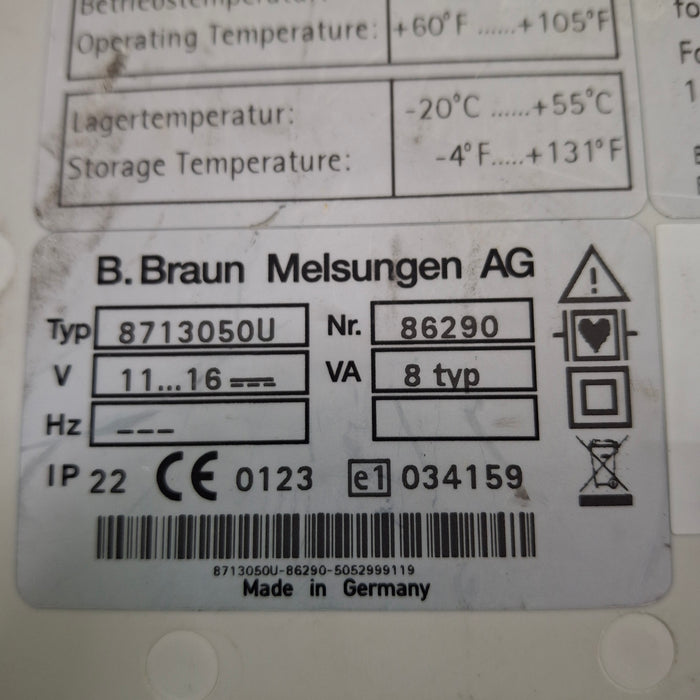 Betriebstemperatur:
Operating Temperature: +60°F ......+105°F
Lagertemperatur: -20°C ......+55°C
Storage Temperature: -4°F.....+131°F
B. Braun Melsungen AG
Typ 8713050U Nr. 86290
V 11...16 VA 8 typ
Hz ---
IP 22 CE 0123 e1 034159
8713050U-86290-5052999119
Made in Germany